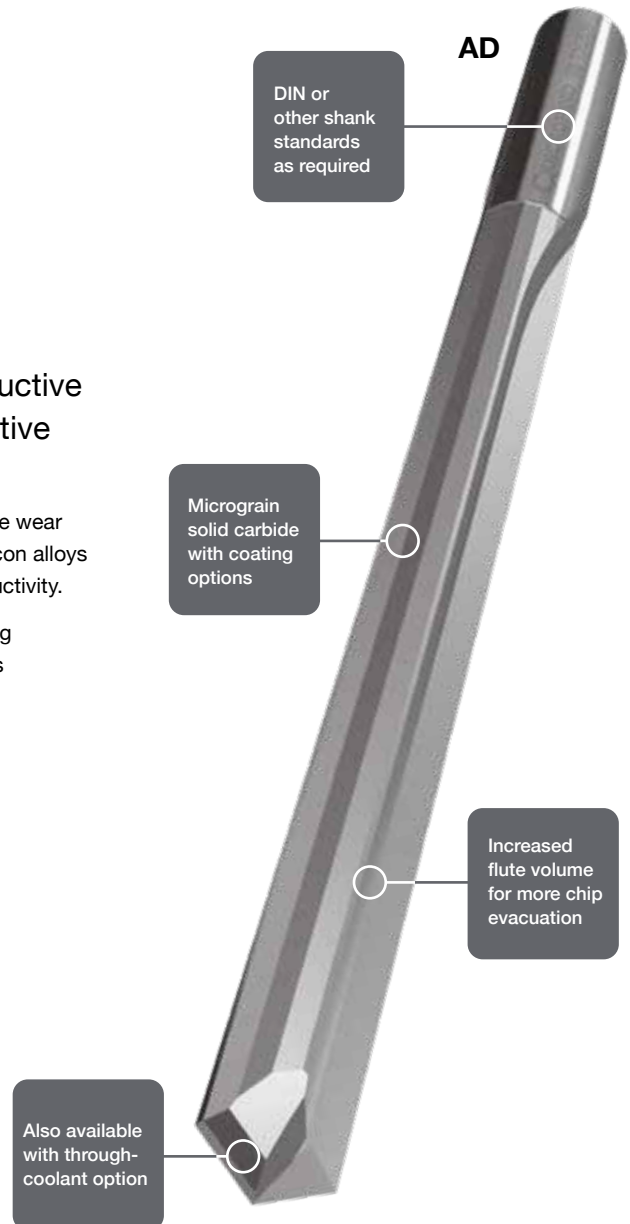 AD
DIN or
other shank
standards
as required
uctive
tive
e wear
con alloys
uctivity.
g
s
Micrograin
solid carbide
with coating
options
Increased
flute volume
for more chip
evacuation
Also available
with through-
coolant option